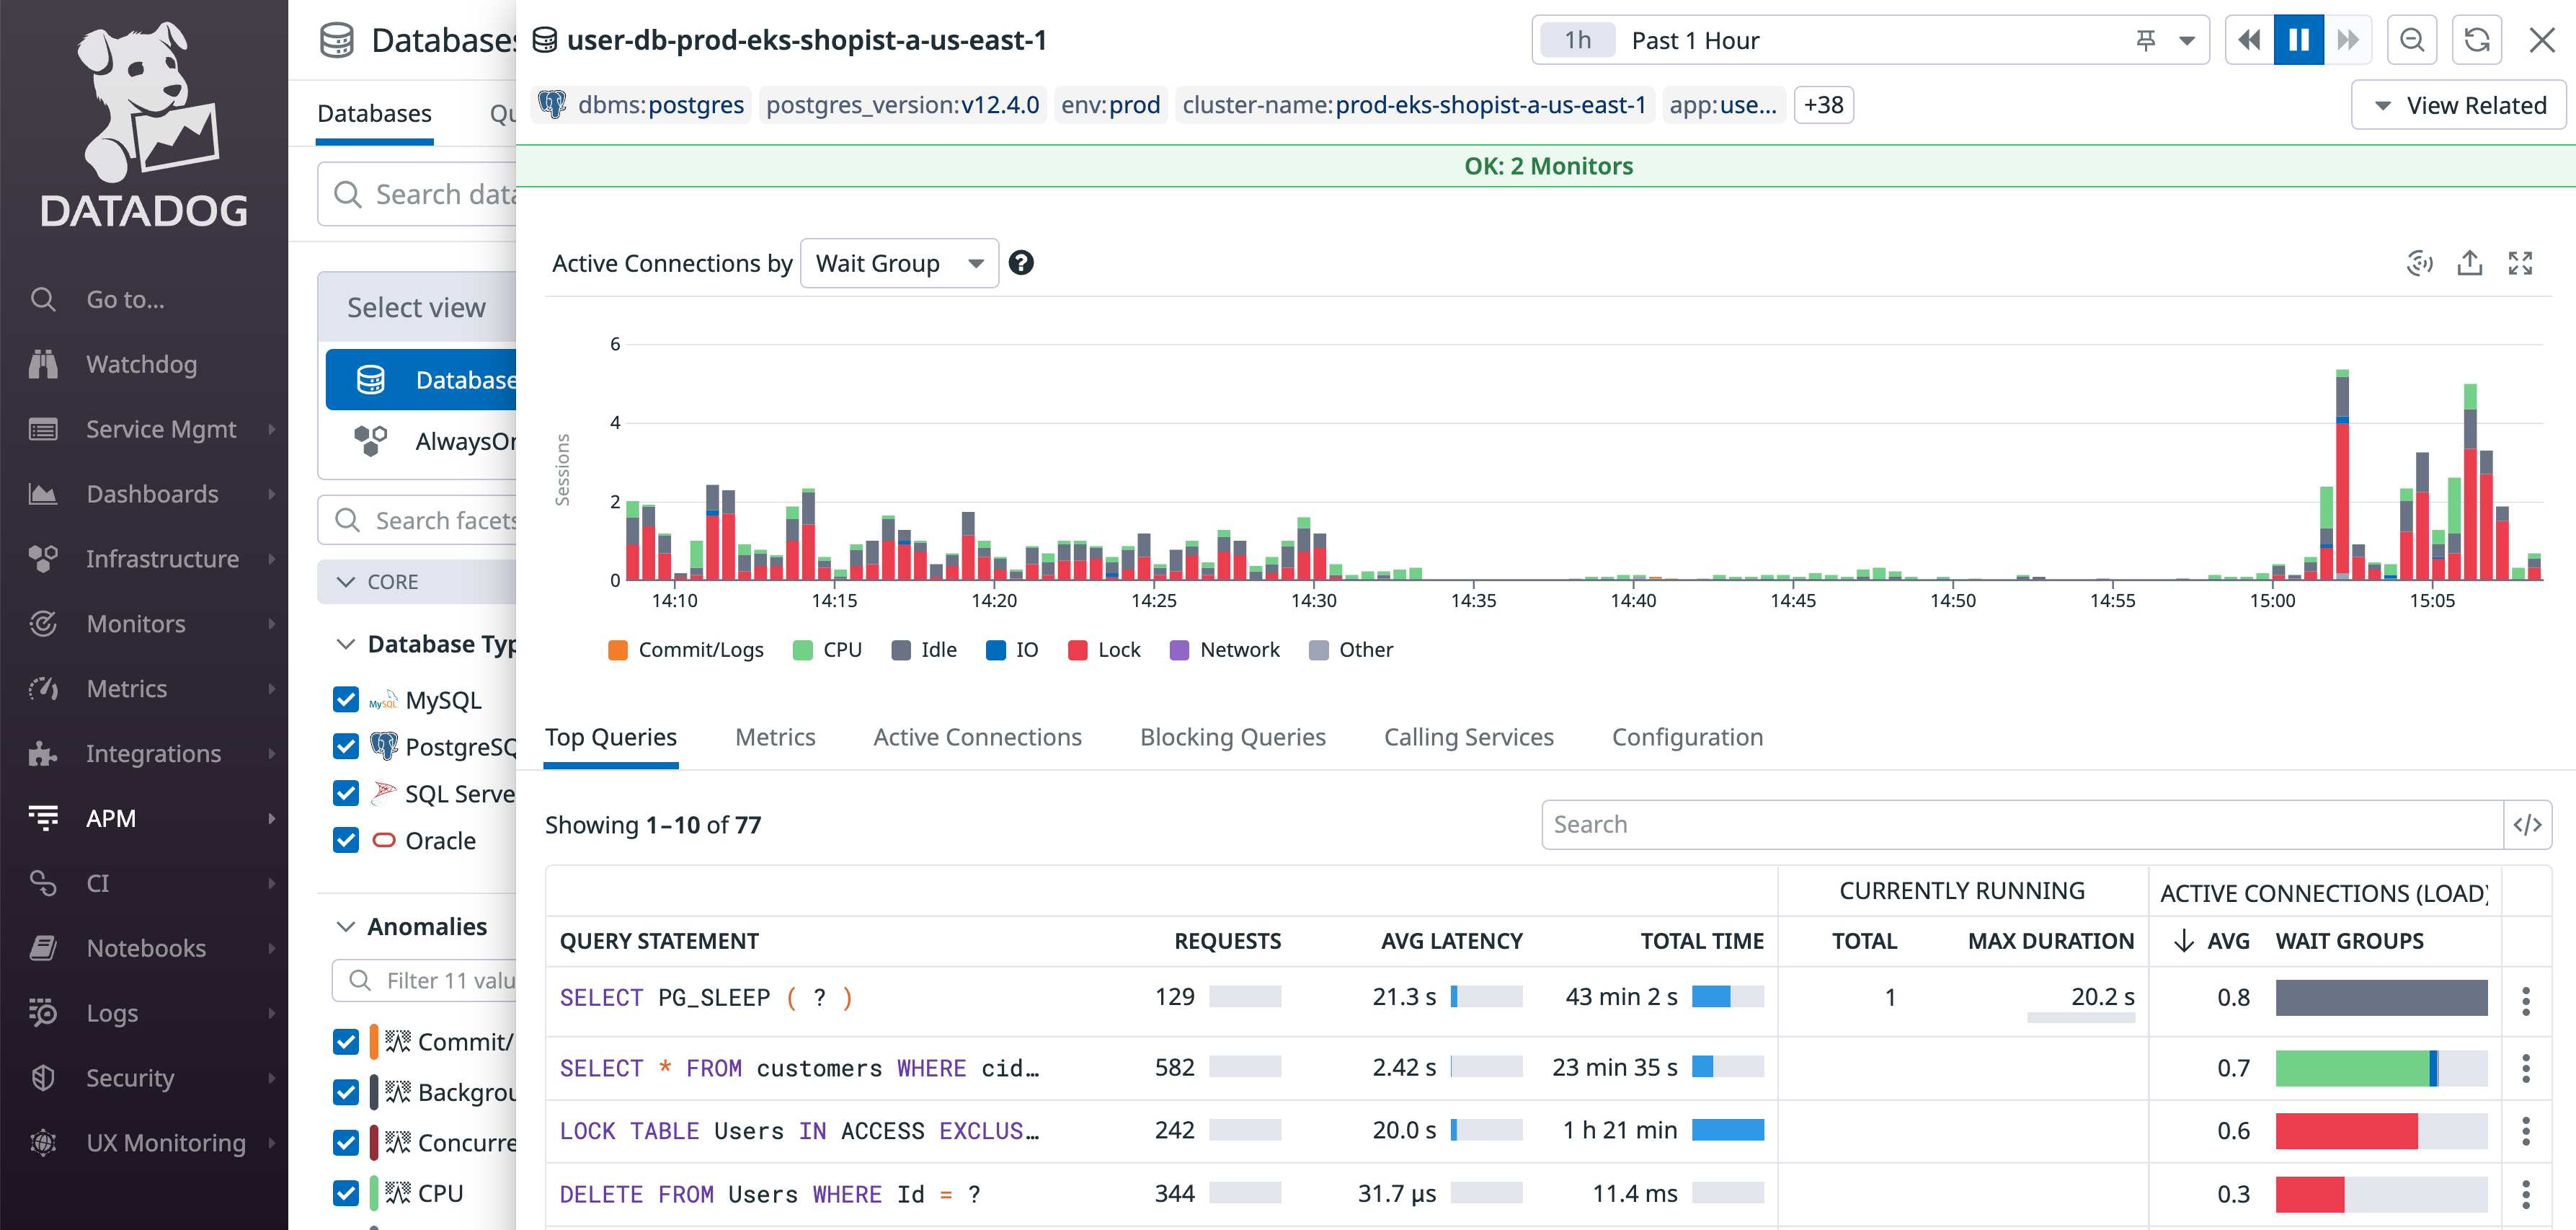 DATADOG
Go to...
Watchdog
Service Mgmt
Dashboards
Infrastructure
Monitors
Metrics
Integrations
APM
CI
Notebooks
Logs
Security
UX Monitoring
Databases
Databases
Qu
Search data
Select view
Database
AlwaysOn
Search facets
CORE
Database Typ
MySQL
MySQL
PostgreSQ
SQL Serve
Oracle
Anomalies
Filter 11 valu
Commit/
Backgrou
Concurre
CPU
user-db-prod-eks-shopist-a-us-east-1
1h Past 1 Hour
dbms:postgres postgres_version:v12.4.0 env:prod cluster-name:prod-eks-shopist-a-us-east-1 app:use... +38
View Related
OK: 2 Monitors
Active Connections by Wait Group ?
Sessions
6
4
2
0
14:10 14:15 14:20 14:25 14:30 14:35 14:40 14:45 14:50 14:55 15:00 15:05
Commit/Logs CPU Idle IO Lock Network Other
Top Queries Metrics Active Connections Blocking Queries Calling Services Configuration
Showing 1–10 of 77
Search
</>
CURRENTLY RUNNING ACTIVE CONNECTIONS (LOAD)
QUERY STATEMENT REQUESTS AVG LATENCY TOTAL TIME TOTAL MAX DURATION AVG WAIT GROUPS
SELECT PG_SLEEP ( ? ) 129 21.3 s 43 min 2 s 1 20.2 s 0.8
SELECT * FROM customers WHERE cid… 582 2.42 s 23 min 35 s 0.7
LOCK TABLE Users IN ACCESS EXCLUS… 242 20.0 s 1 h 21 min 0.6
DELETE FROM Users WHERE Id = ? 344 31.7 µs 11.4 ms 0.3